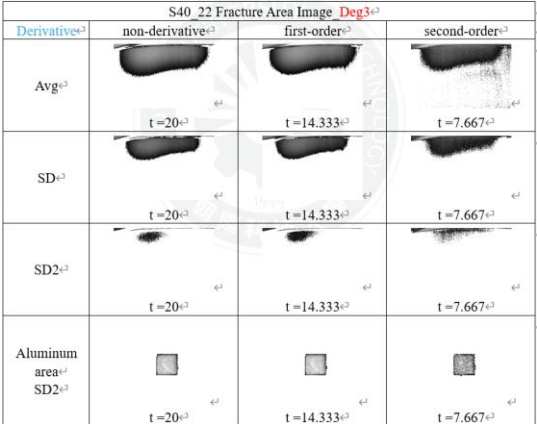 S40_22 Fracture Area Image_Deg3↵
Derivative↵ non-derivative↵ first-order↵ second-order↵
Avg↵ ↵ ↵ ↵
t =20↵ t =14.333↵ t =7.667↵
SD↵ ↵ ↵ ↵
t =20↵ t =14.333↵ t =7.667↵
SD2↵ ↵ ↵ ↵
t =20↵ t =14.333↵ t =7.667↵
Aluminum
area↵
SD2↵ ↵ ↵ ↵
t =20↵ t =14.333↵ t =7.667↵